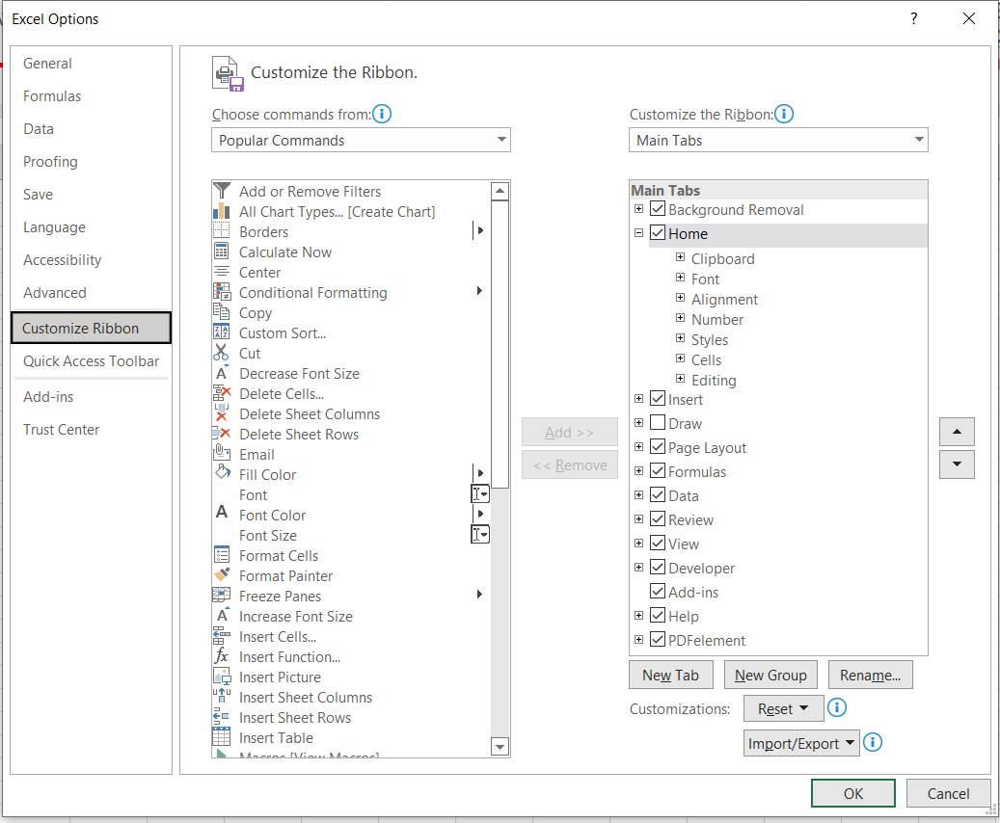 Excel Options
?
General
Formulas
Data
Proofing
Save
Language
Accessibility
Advanced
Customize Ribbon
Quick Access Toolbar
Add-ins
Trust Center
Customize the Ribbon.
Choose commands from:
Popular Commands
Add or Remove Filters
All Chart Types... [Create Chart]
Borders
Calculate Now
Center
Conditional Formatting
Copy
Custom Sort...
Cut
Decrease Font Size
Delete Cells...
Delete Sheet Columns
Delete Sheet Rows
Email
Fill Color
Font
Font Color
Font Size
Format Cells
Format Painter
Freeze Panes
Increase Font Size
Insert Cells...
Insert Function...
Insert Picture
Insert Sheet Columns
Insert Sheet Rows
Insert Table
Macros [View Macros]
Add >>
<< Remove
Customize the Ribbon:
Main Tabs
Main Tabs
Background Removal
Home
Clipboard
Font
Alignment
Number
Styles
Cells
Editing
Insert
Draw
Page Layout
Formulas
Data
Review
View
Developer
Add-ins
Help
PDFelement
New Tab
New Group
Rename...
Customizations:
Reset
Import/Export
OK
Cancel